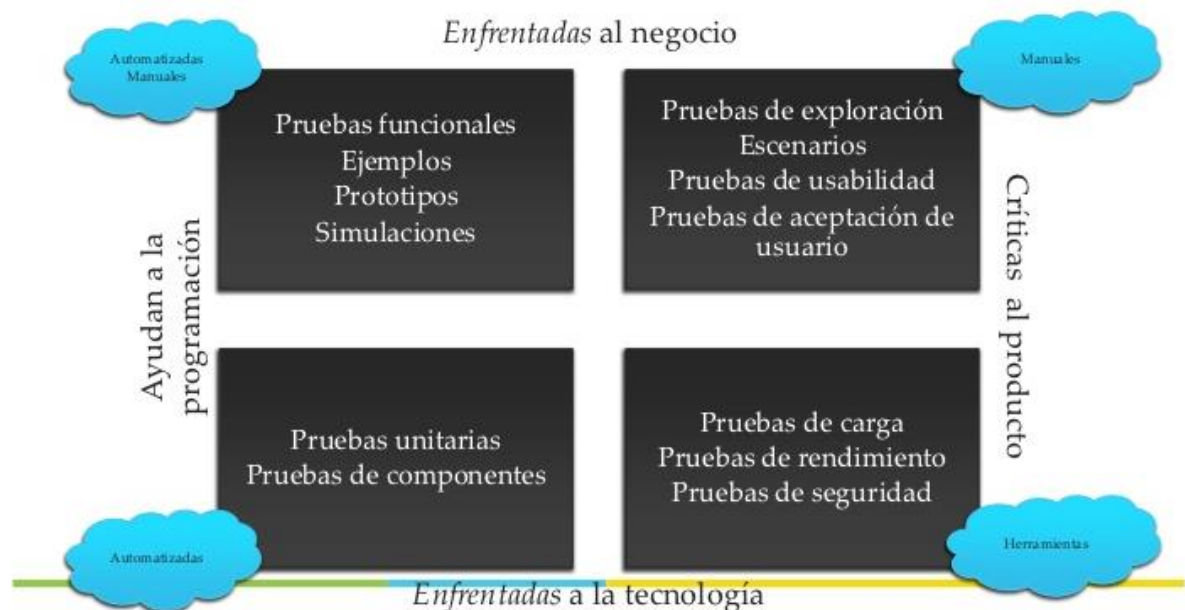 Enfrentadas al negocio
Automatizadas
Manuales
Manuales
Pruebas funcionales
Ejemplos
Prototipos
Simulaciones
Pruebas de exploración
Escenarios
Pruebas de usabilidad
Pruebas de aceptación de
usuario
Ayudan a la
programación
Críticas al producto
Pruebas unitarias
Pruebas de componentes
Pruebas de carga
Pruebas de rendimiento
Pruebas de seguridad
Automatizadas
Herramientas
Enfrentadas a la tecnología